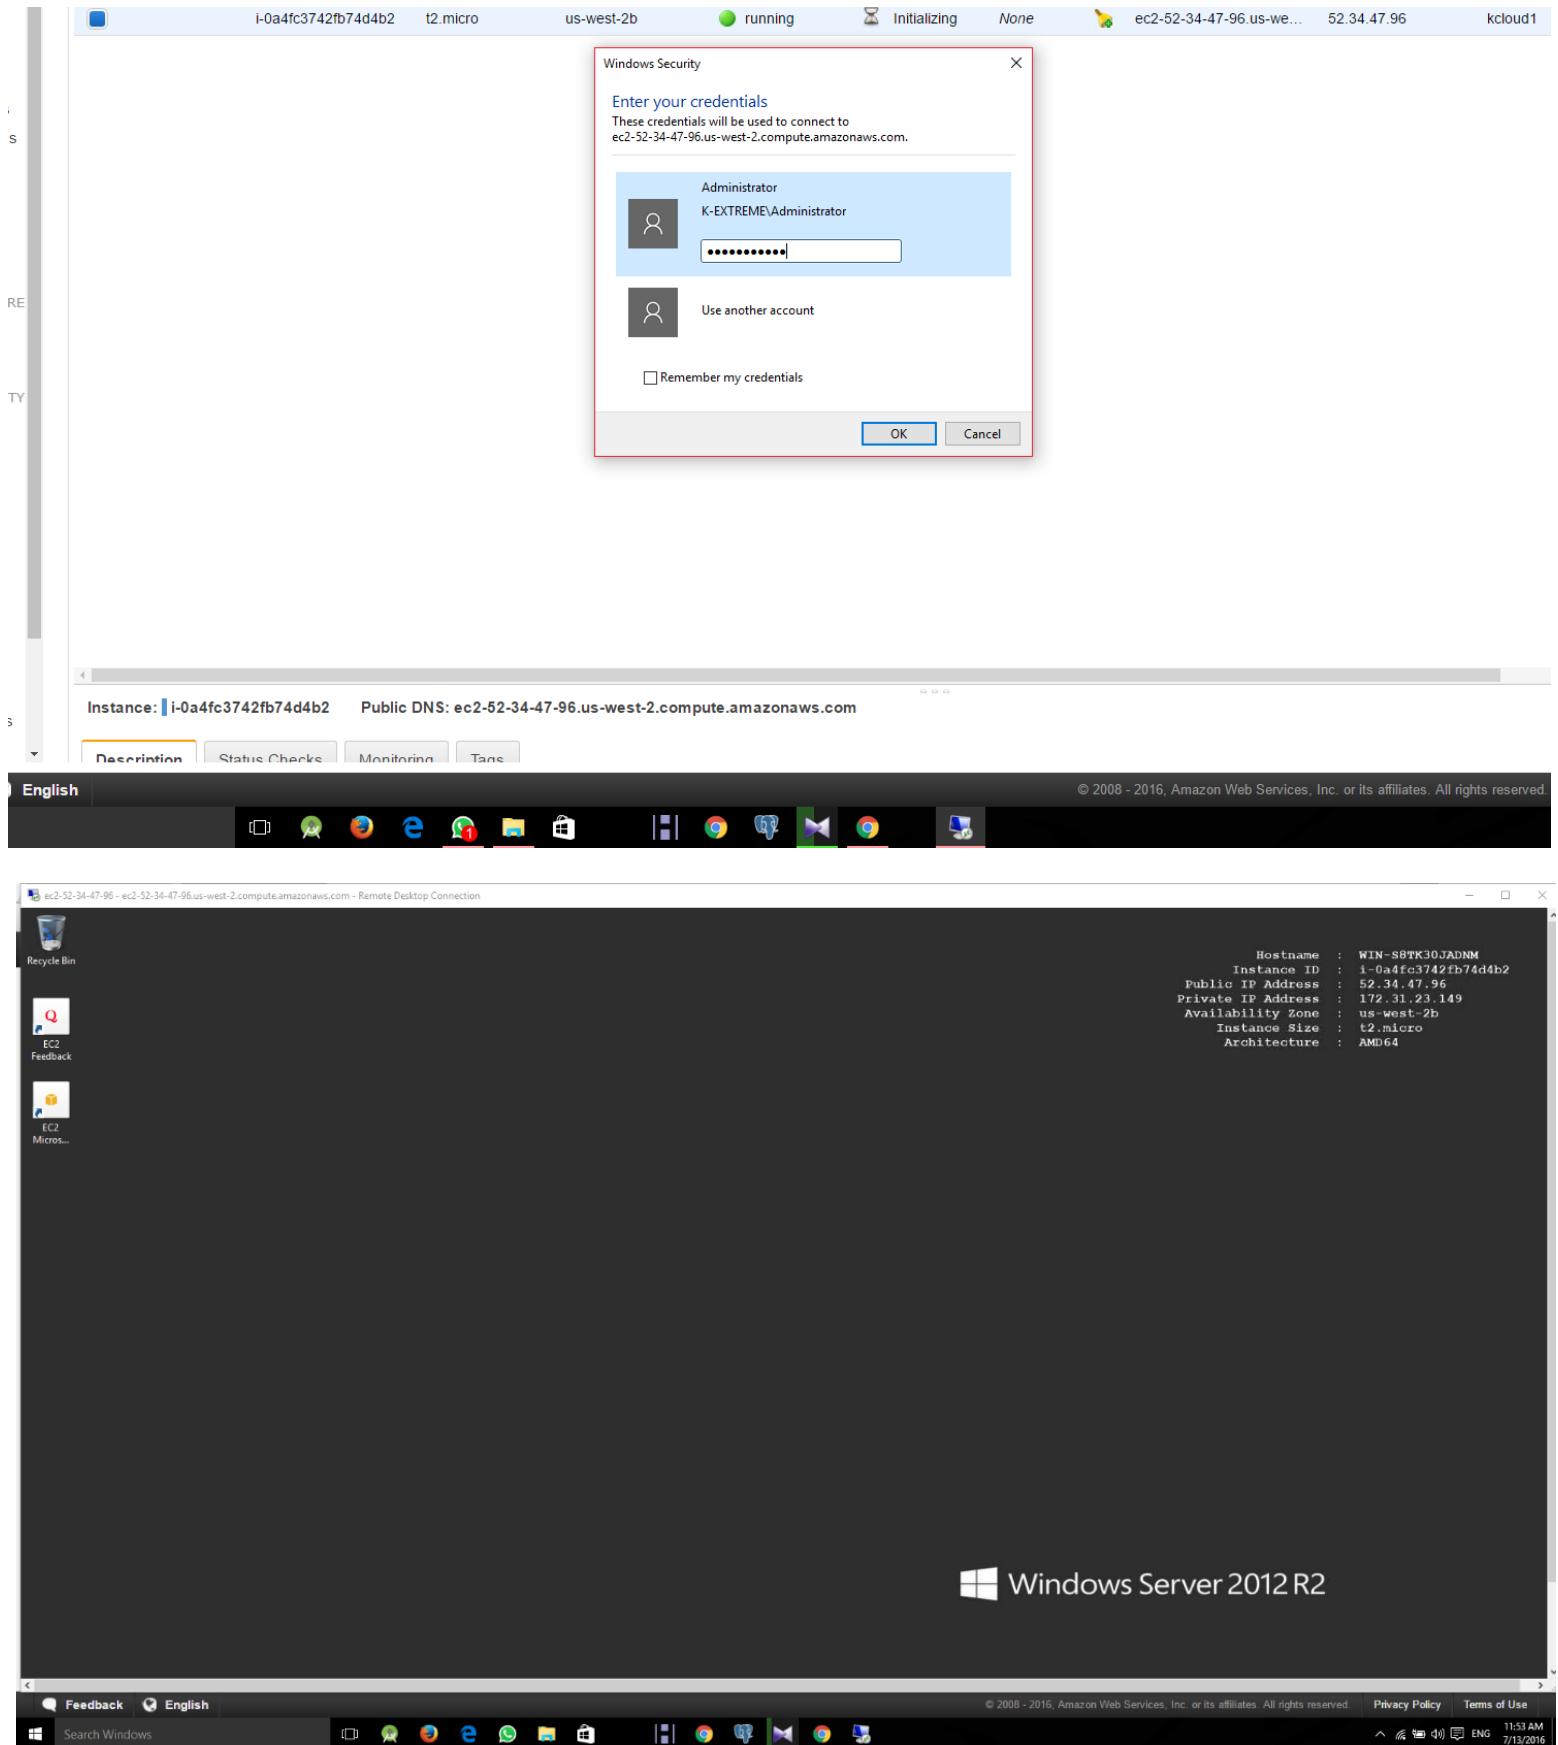 i-0a4fc3742fb74d4b2 t2.micro us-west-2b running Initializing None ec2-52-34-47-96.us-we... 52.34.47.96 kcloud1
Windows Security
Enter your credentials
These credentials will be used to connect to
ec2-52-34-47-96.us-west-2.compute.amazonaws.com.
s
Administrator
K-EXTREME\Administrator
Use another account
RE
Remember my credentials
TY
OK Cancel
Instance: i-0a4fc3742fb74d4b2 Public DNS: ec2-52-34-47-96.us-west-2.compute.amazonaws.com
s
Description Status Checks Monitoring Tags
English © 2008 - 2016, Amazon Web Services, Inc. or its affiliates. All rights reserved.
1
ec2-52-34-47-96 - ec2-52-34-47-96.us-west-2.compute.amazonaws.com - Remote Desktop Connection
Recycle Bin
EC2
Feedback
EC2
Micros...
Hostname : WIN-S8TK30JADNM
Instance ID : i-0a4fc3742fb74d4b2
Public IP Address : 52.34.47.96
Private IP Address : 172.31.23.149
Availability Zone : us-west-2b
Instance Size : t2.micro
Architecture : AMD64
Windows Server 2012 R2
Feedback English © 2008 - 2016, Amazon Web Services, Inc. or its affiliates. All rights reserved. Privacy Policy Terms of Use
Search Windows ENG 11:53 AM
7/13/2016